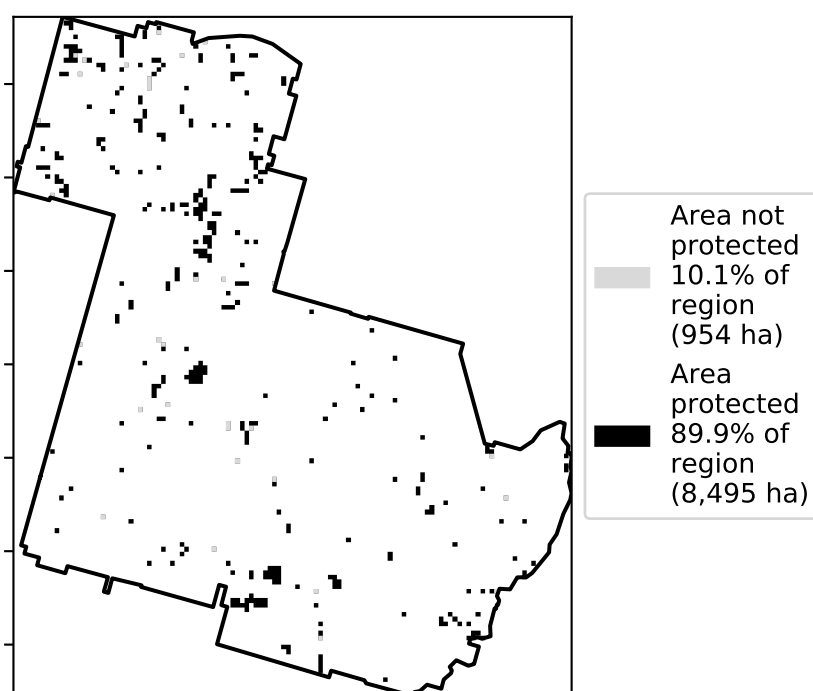 Area not
protected
10.1% of
region
(954 ha)
Area
protected
89.9% of
region
(8,495 ha)